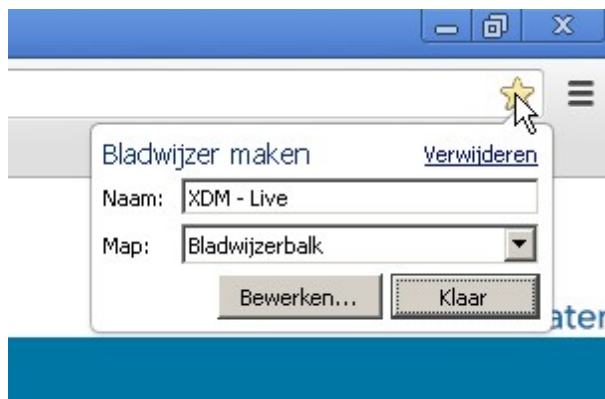 Bladwijzer maken Verwijderen
Naam: XDM - Live
Map: Bladwijzerbalk
Bewerken... Klaar